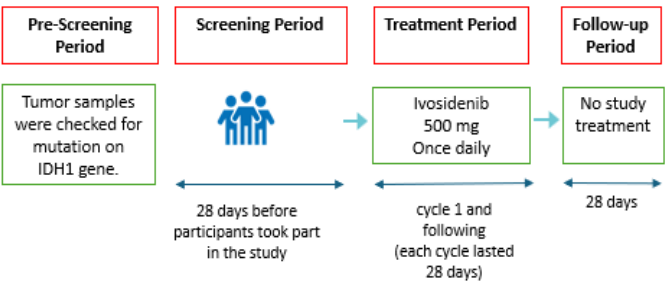 Pre-Screening
Period
Screening Period
Treatment Period
Follow-up
Period
Tumor samples
were checked for
mutation on
IDH1 gene.
Ivosidenib
500 mg
Once daily
No study
treatment
28 days before
participants took part
in the study
cycle 1 and
following
(each cycle lasted
28 days)
28 days